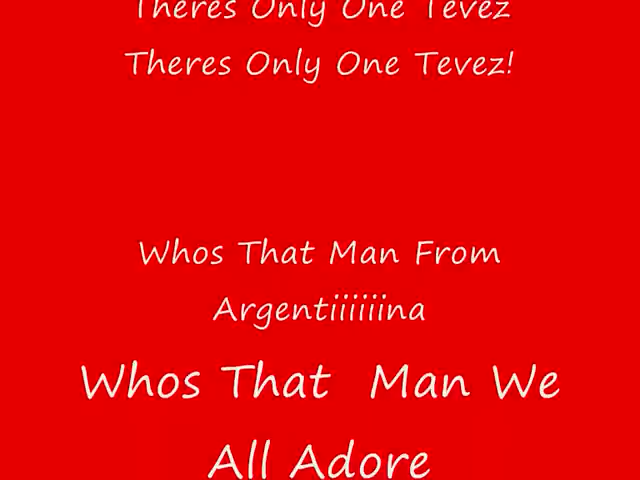 Theres Only One Tevez
Theres Only One Tevez!
Whos That Man From
Argentiiiiiina
Whos That Man We
All Adore